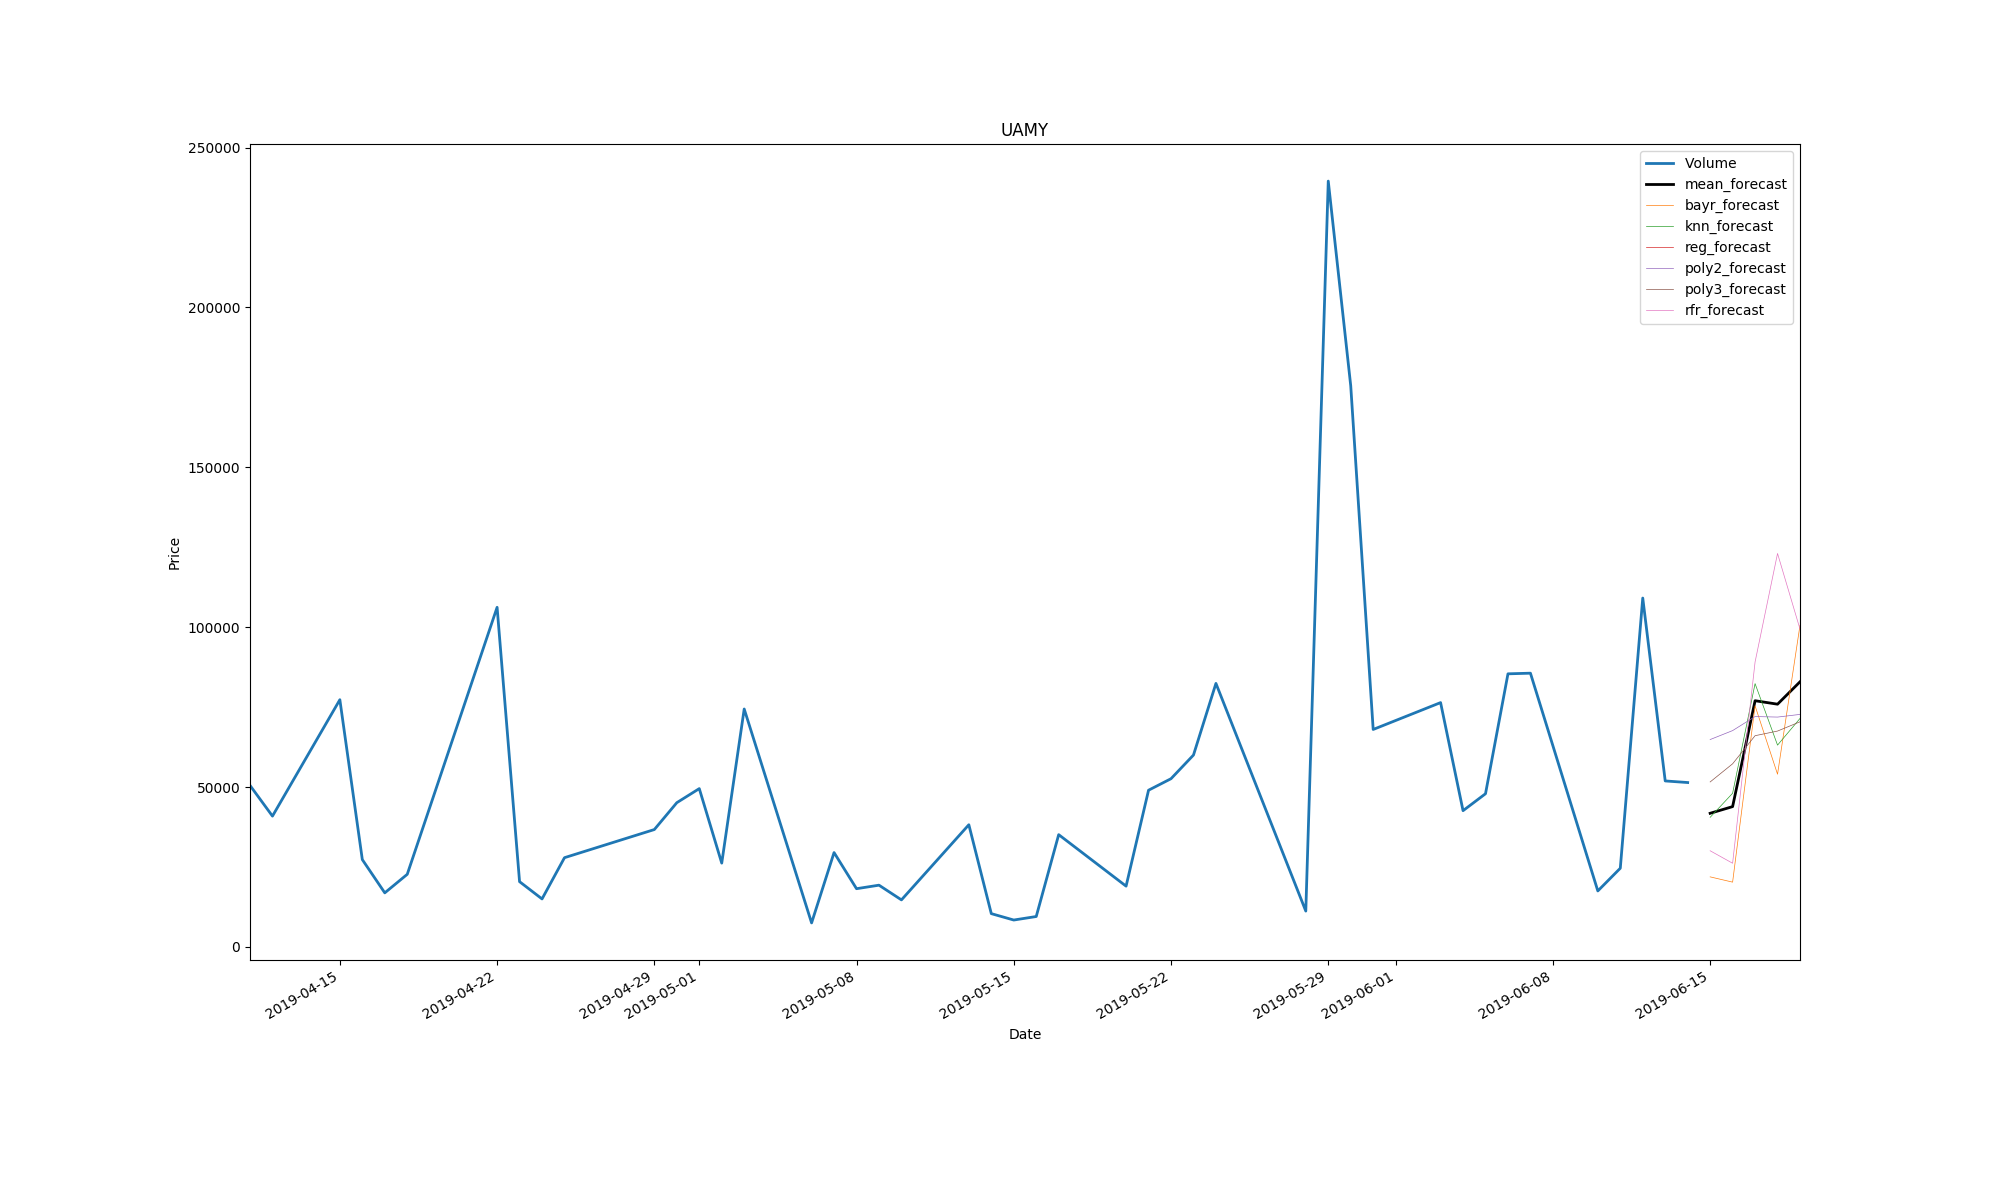 UAMY
250000
200000
150000
100000
50000
0
Price
Volume
mean_forecast
bayr_forecast
knn_forecast
reg_forecast
poly2_forecast
poly3_forecast
rfr_forecast
2019-04-15
2019-04-22
2019-04-29
2019-05-01
2019-05-08
2019-05-15
2019-05-22
2019-05-29
2019-06-01
2019-06-08
2019-06-15
Date